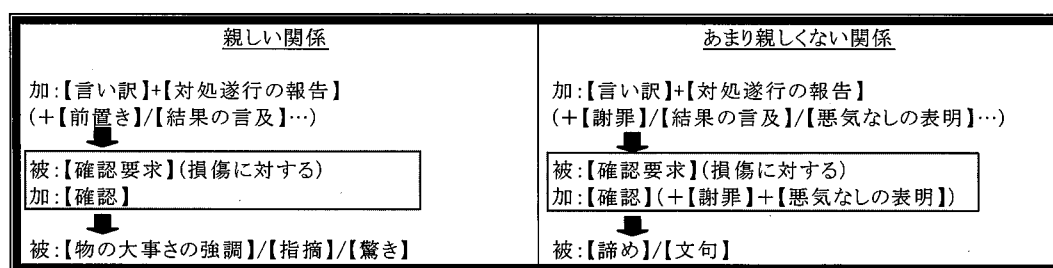 親しい関係
加:【言い訳】+【対処遂行の報告】
(+【前置き】/【結果の言及】…)
被:【確認要求】(損傷に対する)
加:【確認】
被:【物の大事さの強調】/【指摘】/【驚き】
あまり親しくない関係
加:【言い訳】+【対処遂行の報告】
(+【謝罪】/【結果の言及】/【悪気なしの表明】…)
被:【確認要求】(損傷に対する)
加:【確認】(+【謝罪】+【悪気なしの表明】)
被:【諦め】/【文句】